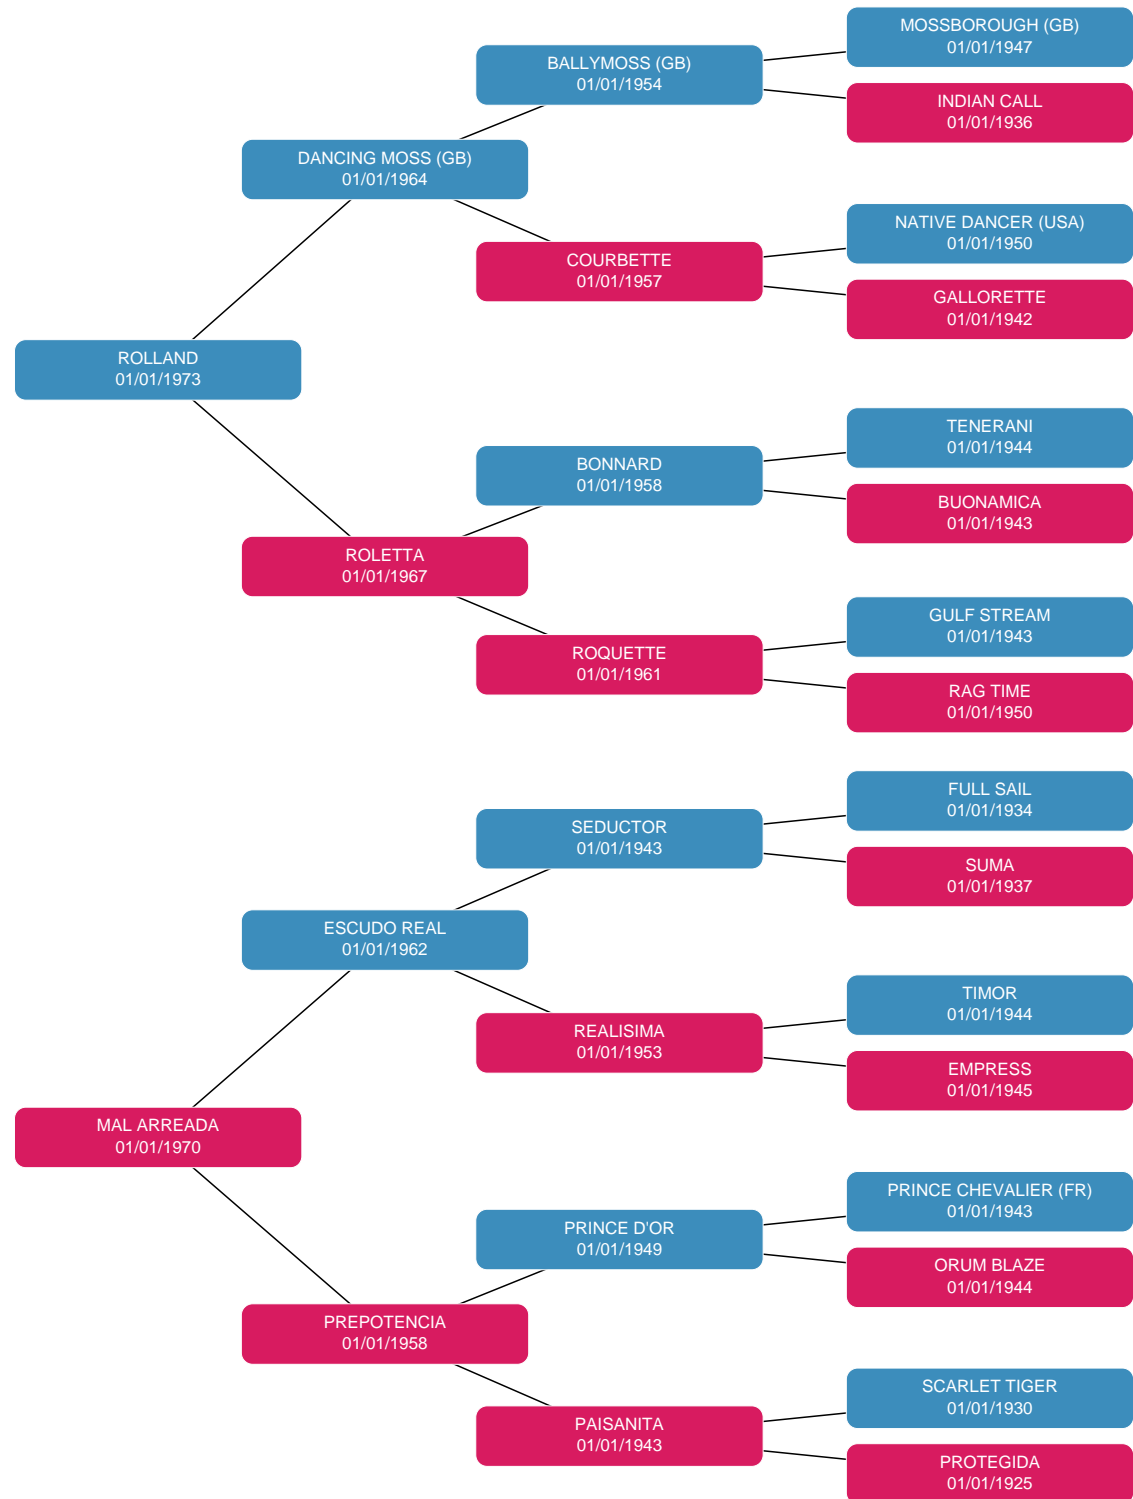 MOSSBOROUGH (GB)
01/01/1947
BALLYMOSS (GB)
01/01/1954
INDIAN CALL
01/01/1936
DANCING MOSS (GB)
01/01/1964
NATIVE DANCER (USA)
01/01/1950
COURBETTE
01/01/1957
GALLORETTE
01/01/1942
ROLLAND
01/01/1973
TENERANI
01/01/1944
BONNARD
01/01/1958
BUONAMICA
01/01/1943
ROLETTA
01/01/1967
GULF STREAM
01/01/1943
ROQUETTE
01/01/1961
RAG TIME
01/01/1950
FULL SAIL
01/01/1934
SEDUCTOR
01/01/1943
SUMA
01/01/1937
ESCUDO REAL
01/01/1962
TIMOR
01/01/1944
REALISIMA
01/01/1953
EMPRESS
01/01/1945
MAL ARREADA
01/01/1970
PRINCE CHEVALIER (FR)
01/01/1943
PRINCE D'OR
01/01/1949
ORUM BLAZE
01/01/1944
PREPOTENCIA
01/01/1958
SCARLET TIGER
01/01/1930
PAISANITA
01/01/1943
PROTEGIDA
01/01/1925